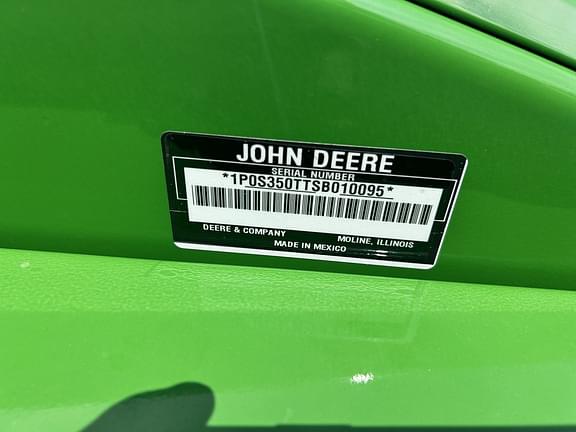 JOHN DEERE
SERIAL NUMBER
*1P0S350TTSB010095*
DEERE & COMPANY
MOLINE, ILLINOIS
MADE IN MEXICO